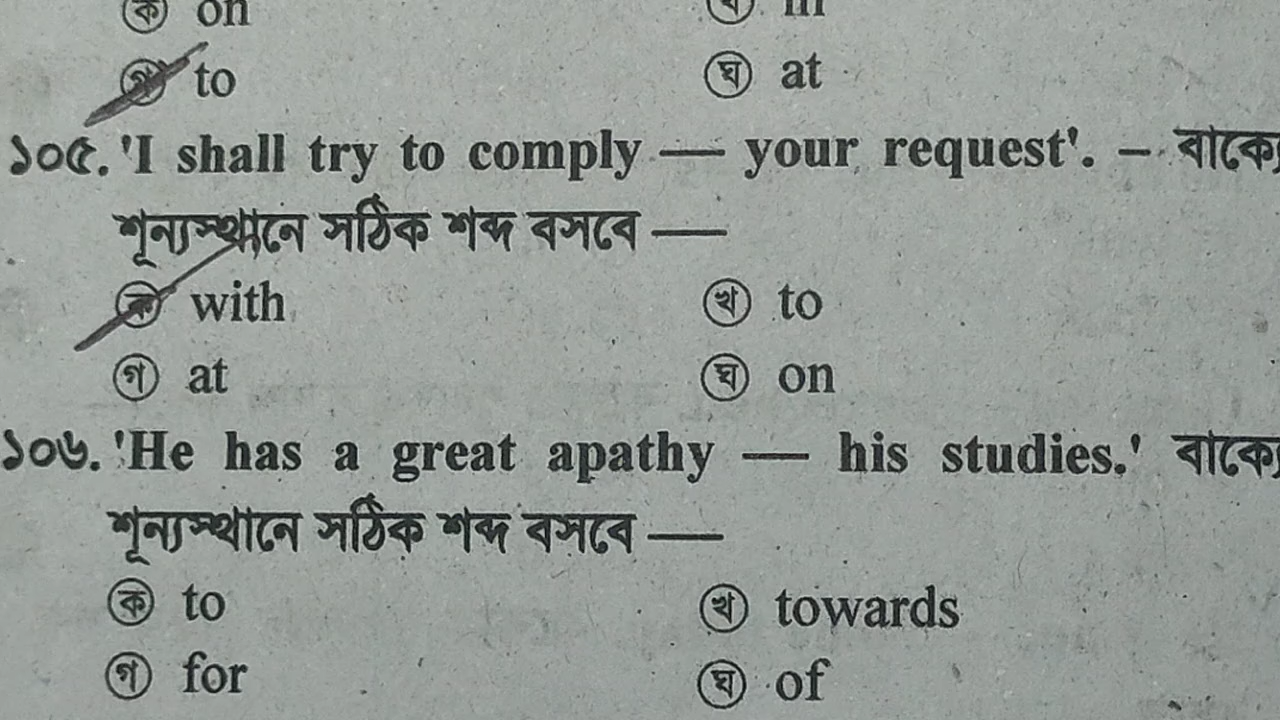 ক on
ঘ at
to
১০৫. 'I shall try to comply — your request'. – বাক্যে
শূন্যস্থানে সঠিক শব্দ বসবে —
ক with
খ to
গ at
ঘ on
১০৬. 'He has a great apathy — his studies.' বাক্যে
শূন্যস্থানে সঠিক শব্দ বসবে —
ক to
খ towards
গ for
ঘ of